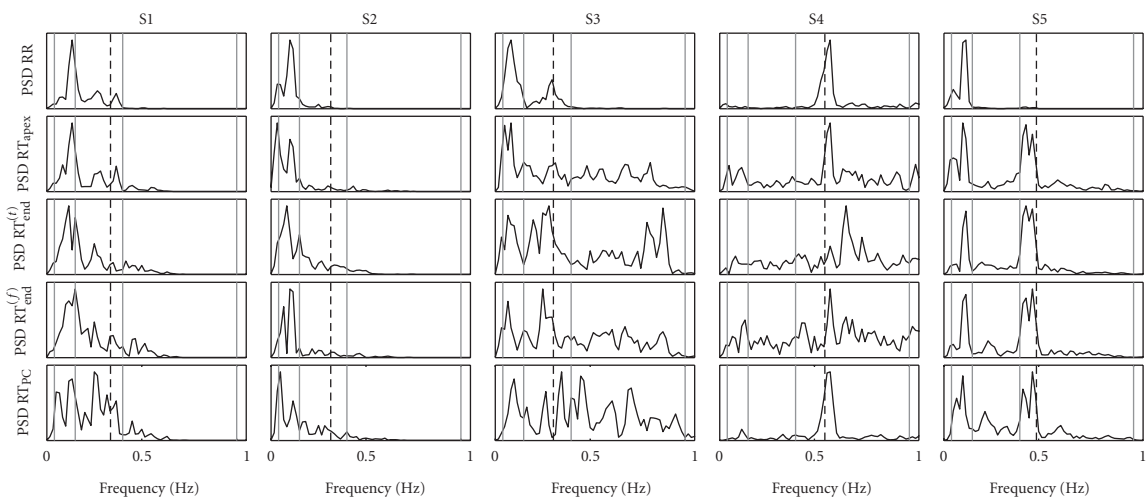 S1 S2 S3 S4 S5
PSD RR
PSD RT_apex
PSD RT_end^(t)
PSD RT_end^(f)
PSD RT_PC
0 0.5 1 0 0.5 1 0 0.5 1 0 0.5 1 0 0.5 1
Frequency (Hz) Frequency (Hz) Frequency (Hz) Frequency (Hz) Frequency (Hz)